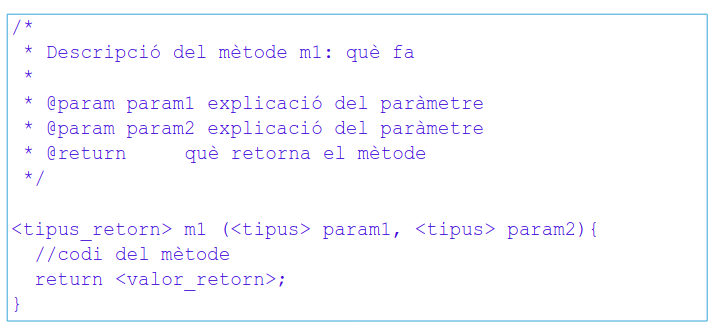 /*
 * Descripció del mètode m1: què fa
 *
 * @param param1 explicació del paràmetre
 * @param param2 explicació del paràmetre
 * @return     què retorna el mètode
 */

<tipus_retorn> m1 (<tipus> param1, <tipus> param2){
  //codi del mètode
  return <valor_retorn>;
}